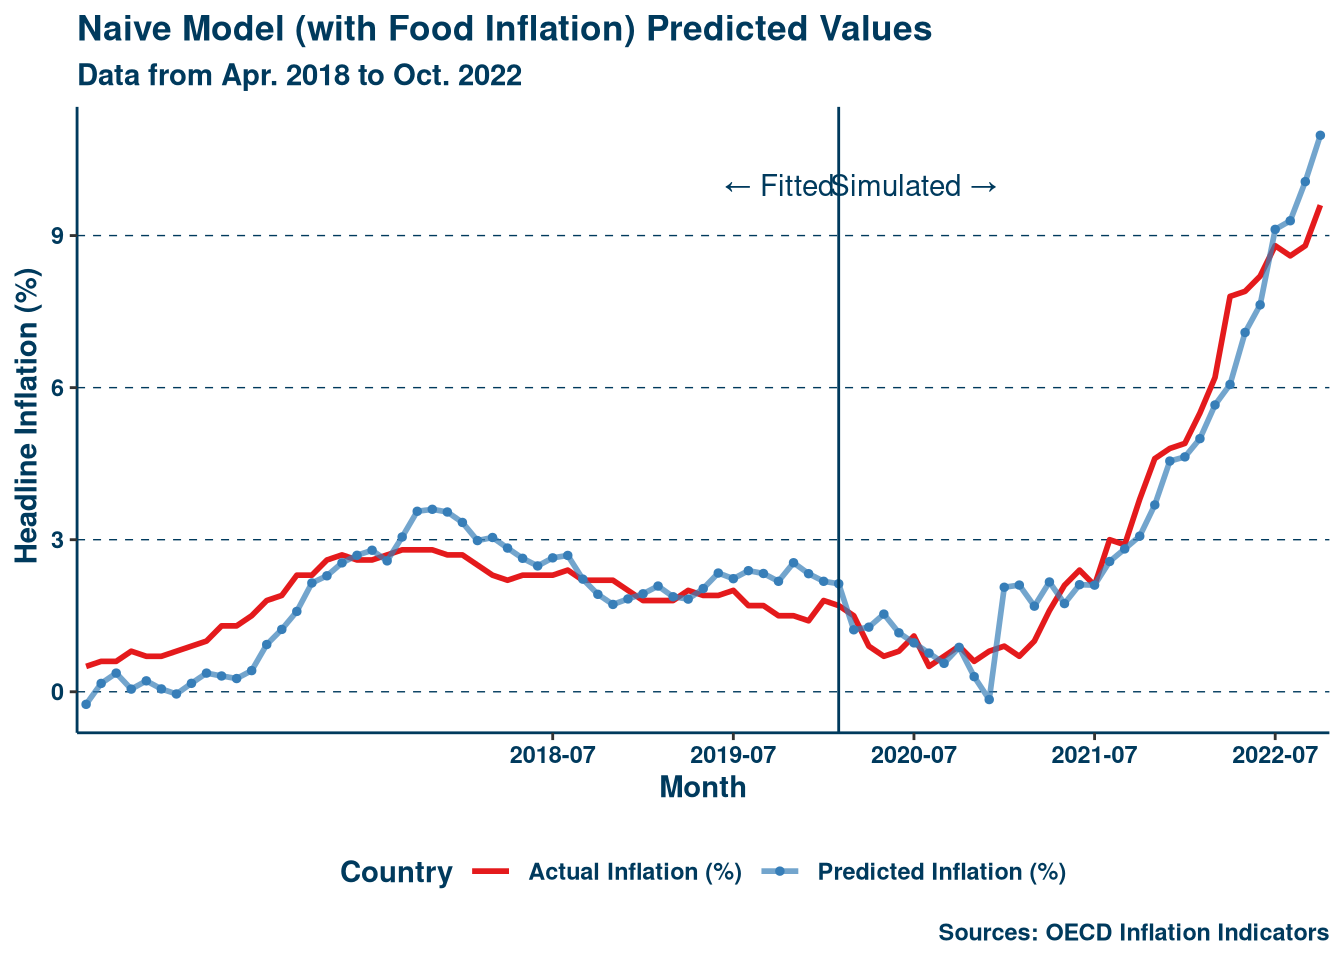 Naive Model (with Food Inflation) Predicted Values
Data from Apr. 2018 to Oct. 2022
← Fitted Simulated →
Headline Inflation (%)
9
6
3
0
2018-07 2019-07 2020-07 2021-07 2022-07
Month
Country Actual Inflation (%) Predicted Inflation (%)
Sources: OECD Inflation Indicators